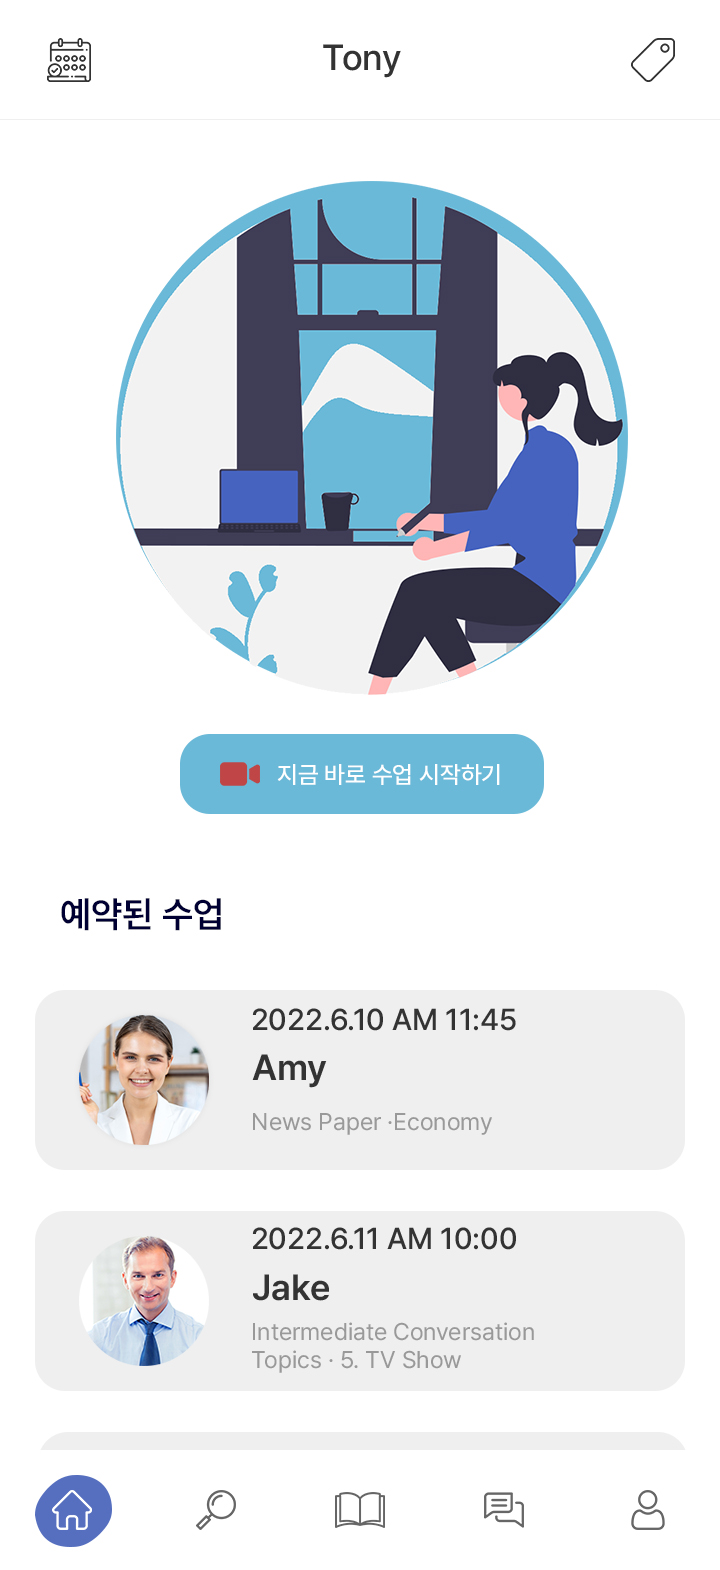 Tony
지금 바로 수업 시작하기
예약된 수업
2022.6.10 AM 11:45
Amy
News Paper ·Economy
2022.6.11 AM 10:00
Jake
Intermediate Conversation
Topics · 5. TV Show